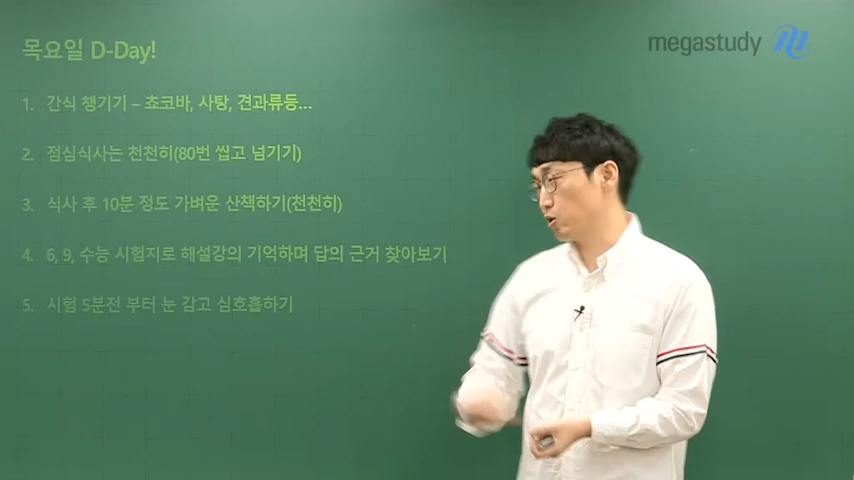 megastudy
목요일 D-Day!
1. 간식 챙기기 – 쵸코바, 사탕, 견과류등...
2. 점심식사는 천천히(80번 씹고 넘기기)
3. 식사 후 10분 정도 가벼운 산책하기(천천히)
4. 6, 9, 수능 시험지로 해설강의 기억하며 답의 근거 찾아보기
5. 시험 5분전 부터 눈 감고 심호흡하기